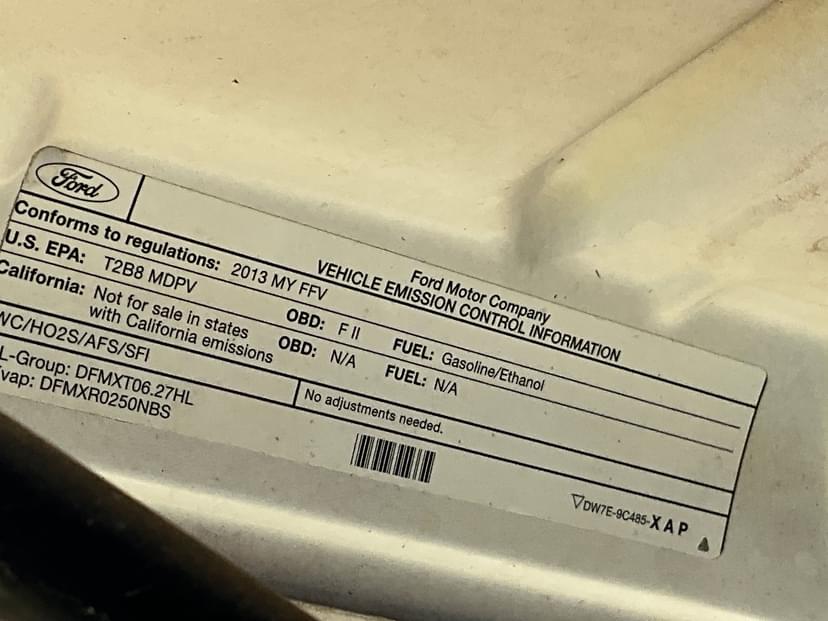 Ford
Ford Motor Company
VEHICLE EMISSION CONTROL INFORMATION
Conforms to regulations: 2013 MY FFV
U.S. EPA: T2B8 MDPV OBD: F II FUEL: Gasoline/Ethanol
California: Not for sale in states with California emissions OBD: N/A FUEL: N/A
WC/HO2S/AFS/SFI
L-Group: DFMXT06.27HL
vap: DFMXR0250NBS
No adjustments needed.
DW7E-9C485-XAP